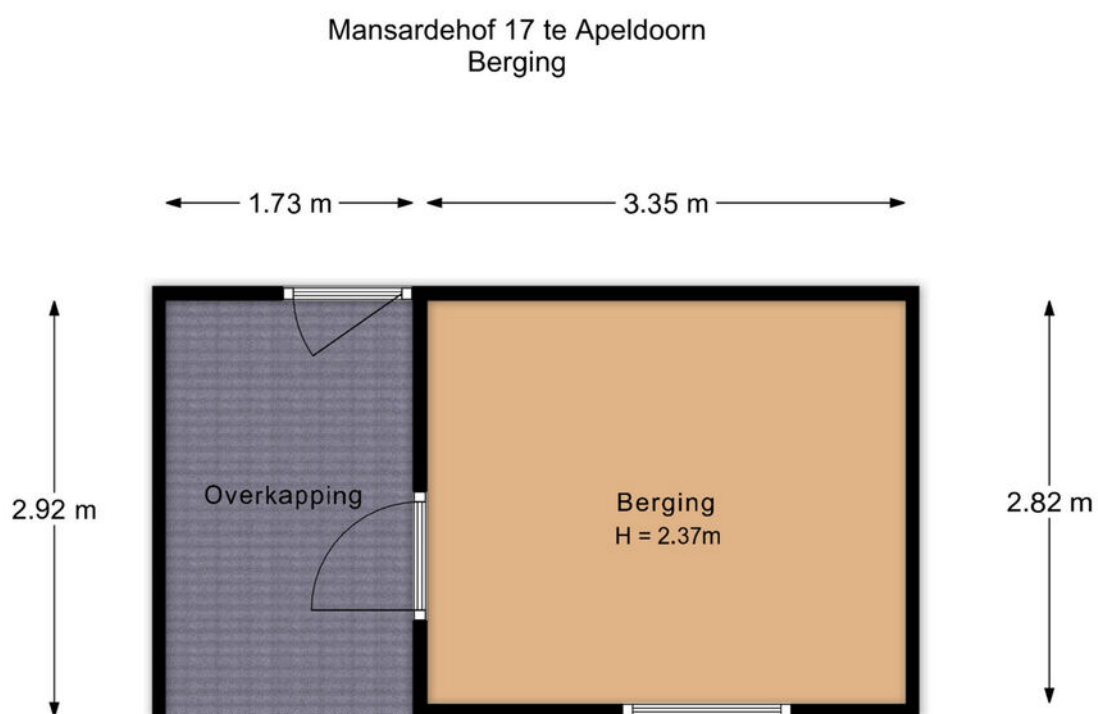 Mansardehof 17 te Apeldoorn
Berging
1.73 m
3.35 m
Overkapping
2.92 m
Berging
H = 2.37m
2.82 m